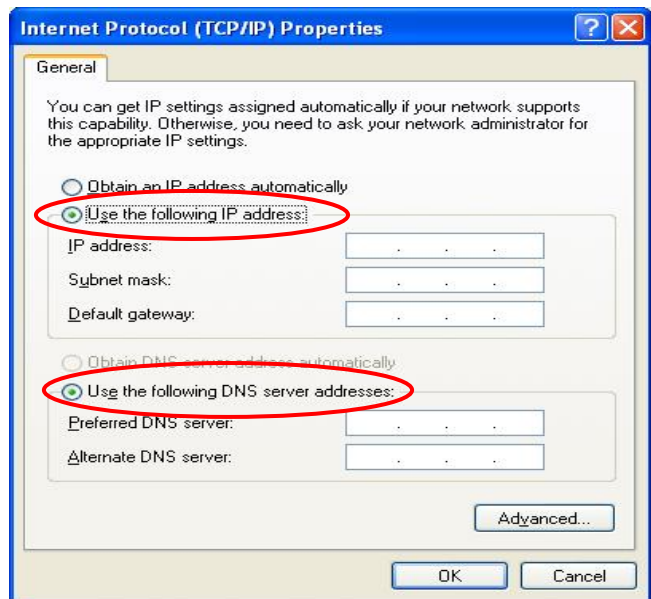 Internet Protocol (TCP/IP) Properties
General
You can get IP settings assigned automatically if your network supports
this capability. Otherwise, you need to ask your network administrator for
the appropriate IP settings.
Obtain an IP address automatically
Use the following IP address:
IP address:
Subnet mask:
Default gateway:
Obtain DNS server address automatically
Use the following DNS server addresses:
Preferred DNS server:
Alternate DNS server:
Advanced...
OK Cancel